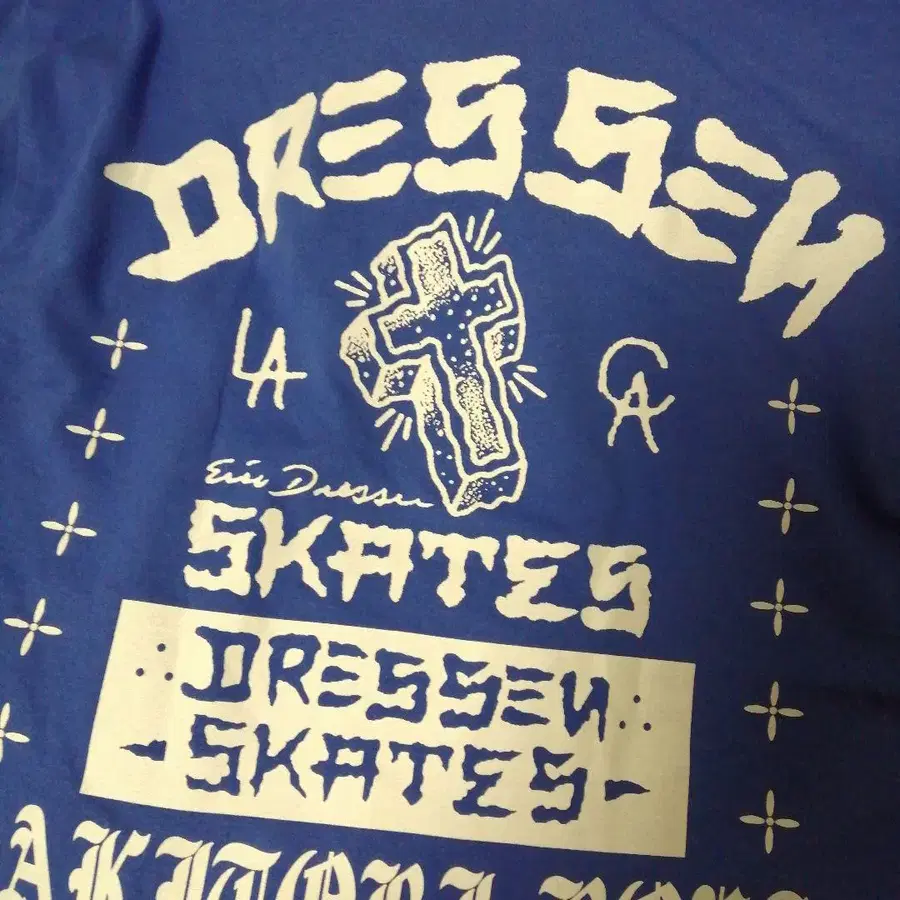 DRESSEN
LA
CA
Eric Dressen
SKATES
DRESSEN
SKATES